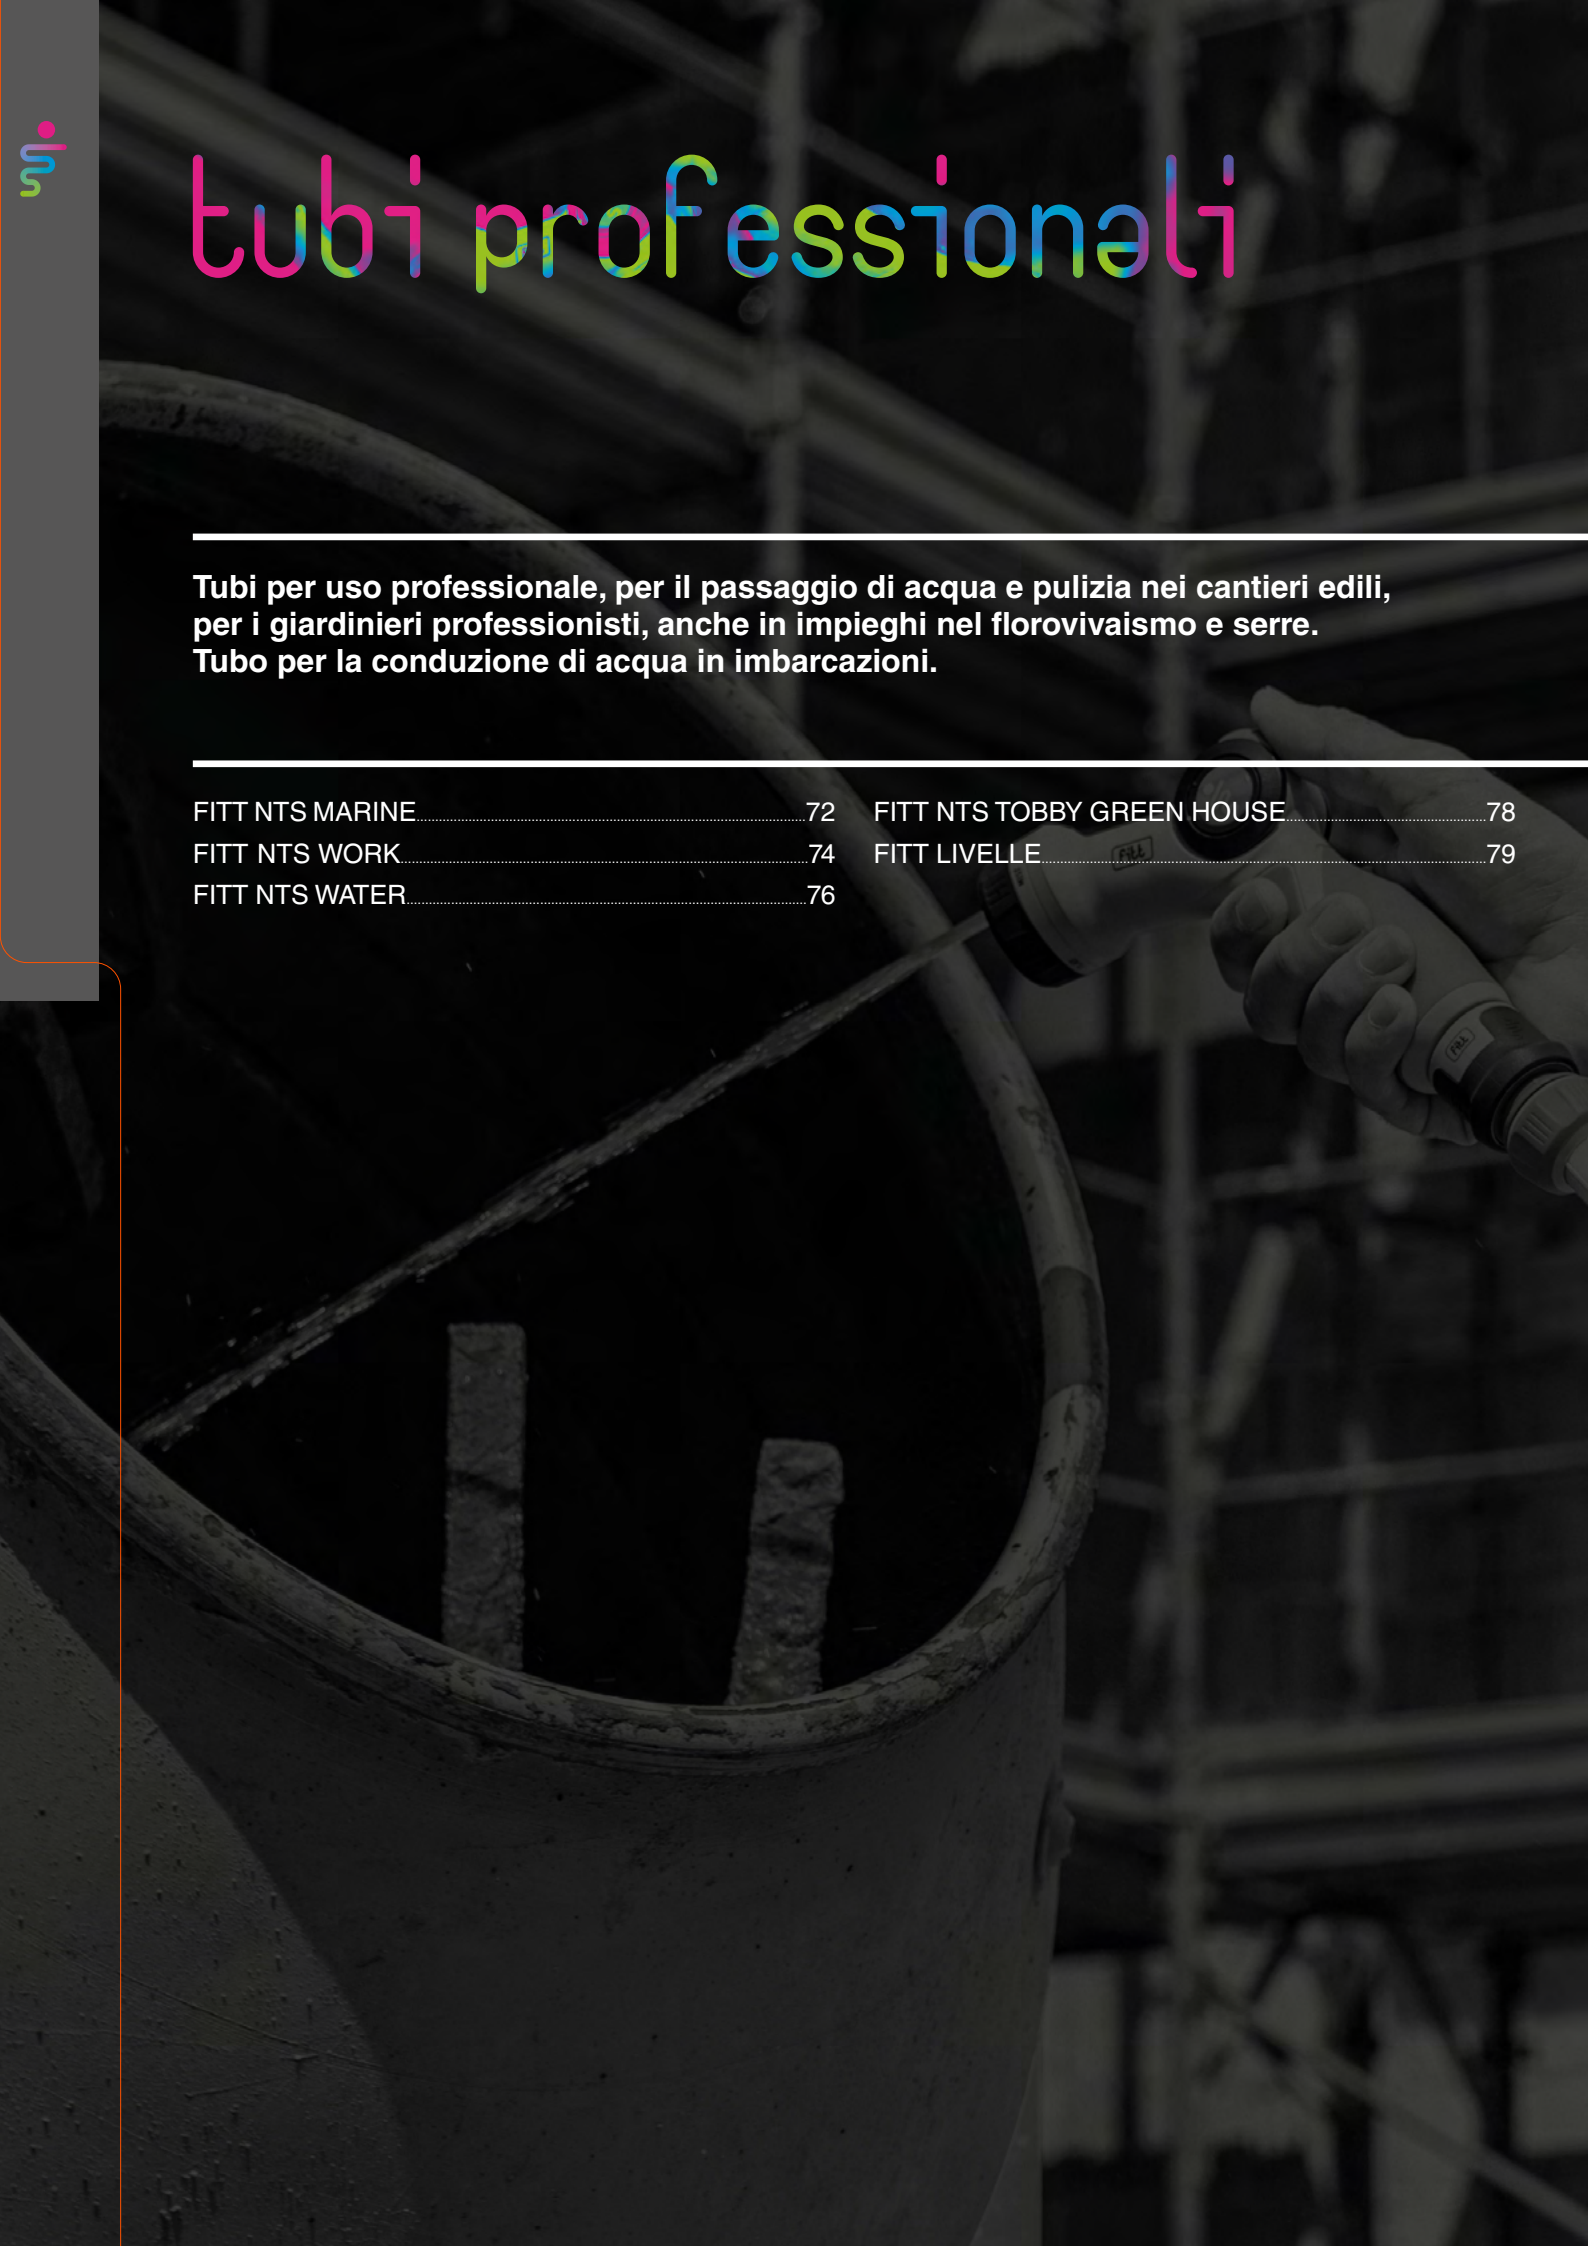 tubi professionali
Tubi per uso professionale, per il passaggio di acqua e pulizia nei cantieri edili,
per i giardinieri professionisti, anche in impieghi nel florovivaismo e serre.
Tubo per la conduzione di acqua in imbarcazioni.
FITT NTS MARINE 72
FITT NTS WORK 74
FITT NTS WATER 76
FITT NTS TOBBY GREEN HOUSE 78
FITT LIVELLE 79
fitt
fitt